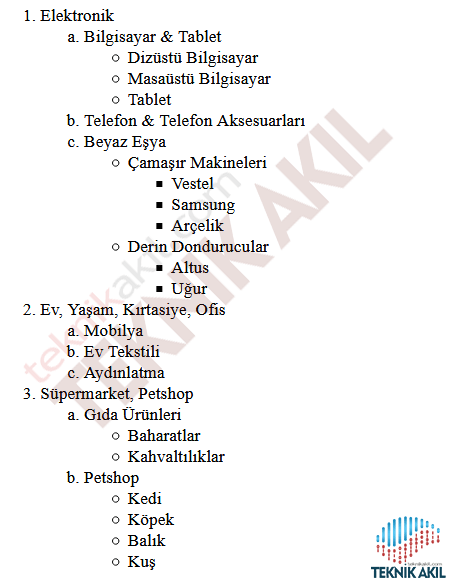 1. Elektronik
a. Bilgisayar & Tablet
Dizüstü Bilgisayar
Masaüstü Bilgisayar
Tablet
b. Telefon & Telefon Aksesuarları
c. Beyaz Eşya
Çamaşır Makineleri
Vestel
Samsung
Arçelik
Derin Dondurucular
Altus
Uğur
2. Ev, Yaşam, Kırtasiye, Ofis
a. Mobilya
b. Ev Tekstili
c. Aydınlatma
3. Süpermarket, Petshop
a. Gıda Ürünleri
Baharatlar
Kahvaltılıklar
b. Petshop
Kedi
Köpek
Balık
Kuş
TEKNIK AKIL
teknikakil.com
teknikakil.com
TEKNIK AKIL